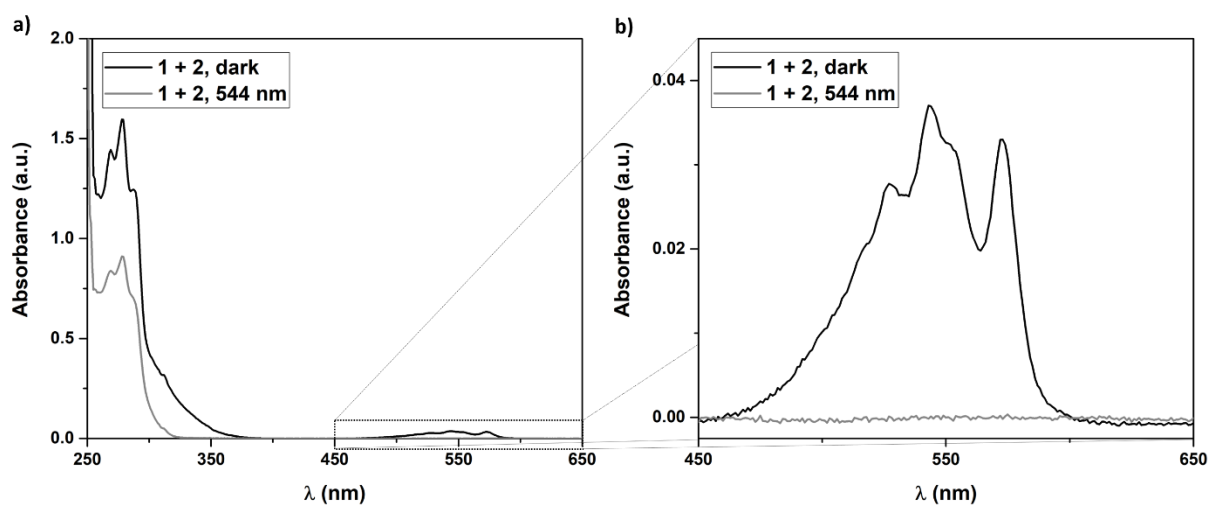 a)
2.0
1.5
1.0
0.5
0.0
Absorbance (a.u.)
1 + 2, dark
1 + 2, 544 nm
250
350
450
550
650
λ (nm)
b)
0.04
0.02
0.00
Absorbance (a.u.)
1 + 2, dark
1 + 2, 544 nm
450
550
650
λ (nm)